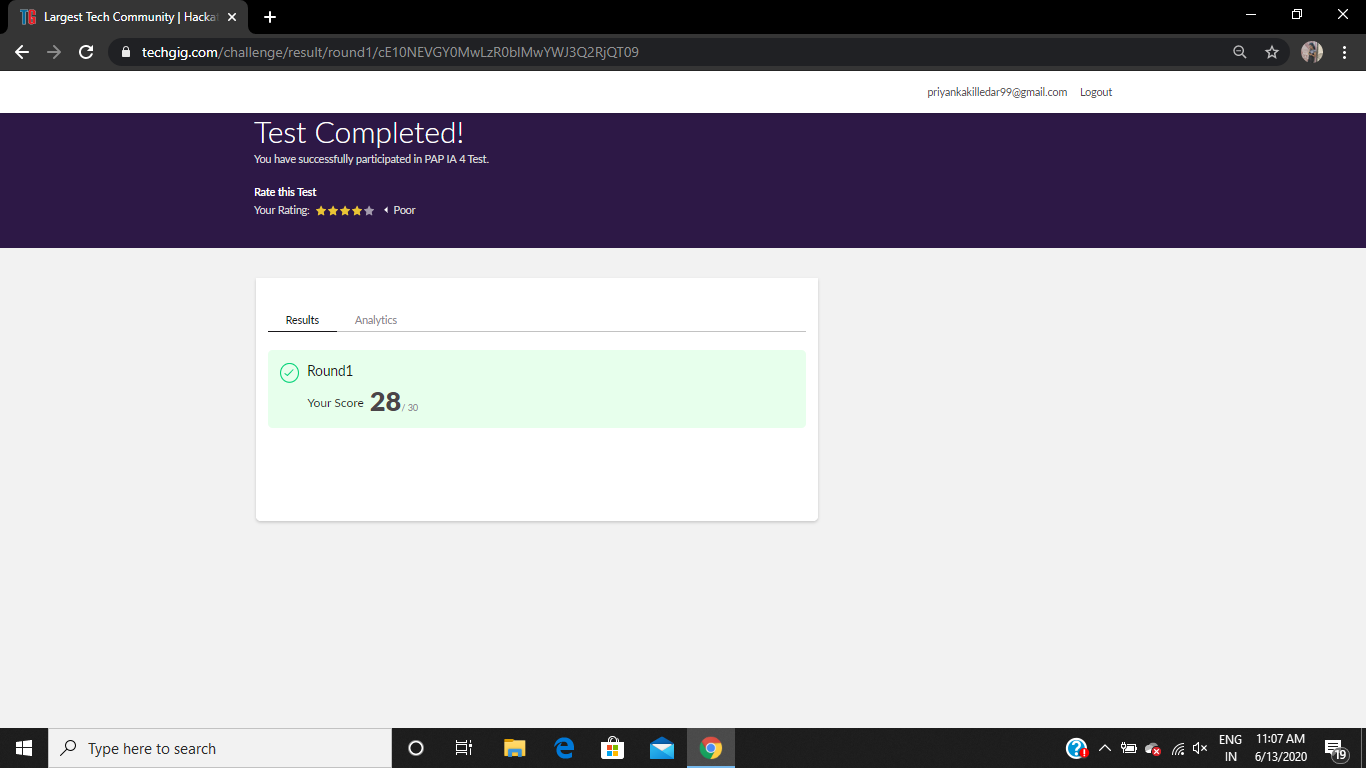 Largest Tech Community | Hacka
techgig.com/challenge/result/round1/cE10NEVGY0MwLzR0blMwYWJ3Q2RjQT09
priyankakilledar99@gmail.com Logout
Test Completed!
You have successfully participated in PAP IA 4 Test.
Rate this Test
Your Rating: Poor
Results Analytics
Round1
Your Score 28 / 30
Type here to search
ENG
IN
11:07 AM
6/13/2020
19